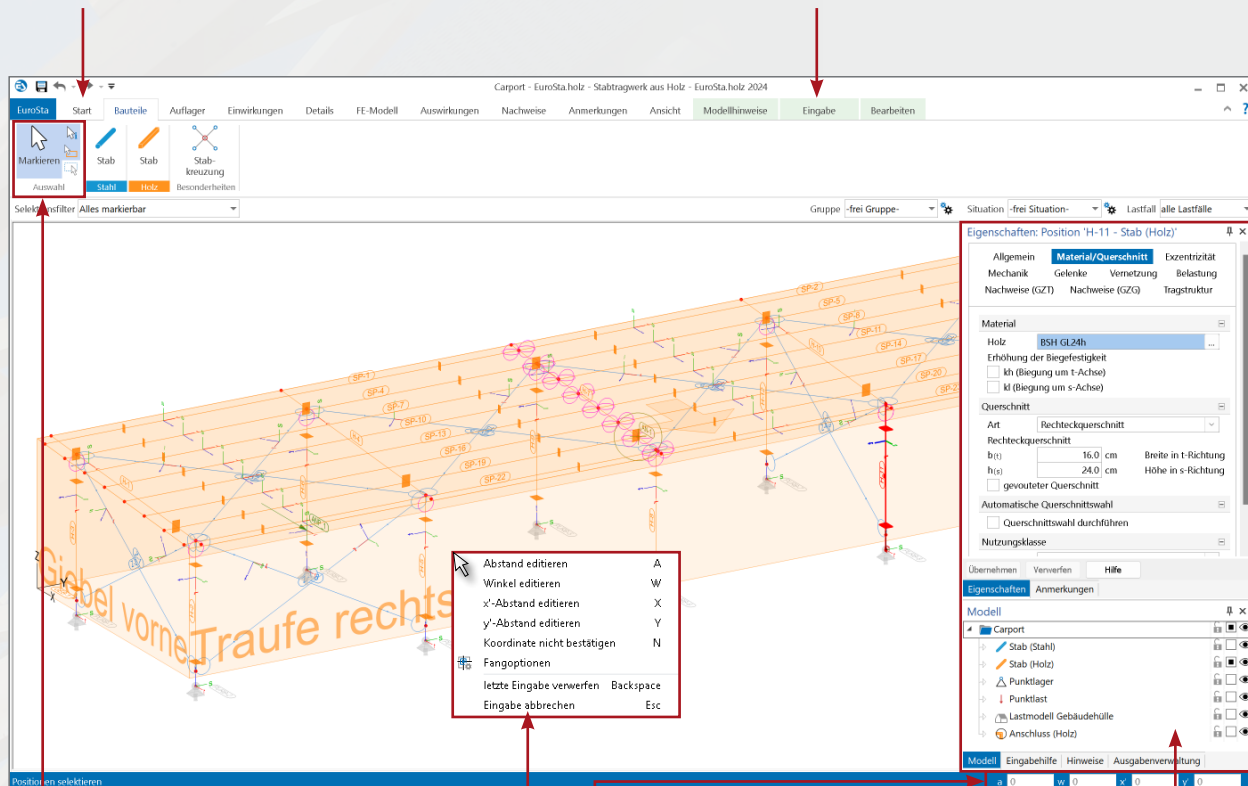 Carport - EuroSta.holz - Stabtragwerk aus Holz - EuroSta.holz 2024
EuroSta Start Bauteile Auflager Einwirkungen Details FE-Modell Auswirkungen Nachweise Anmerkungen Ansicht Modellhinweise Eingabe Bearbeiten
Markieren Stab Stab Stab-
kreuzung
Auswahl Stahl Holz Besonderheiten
Selektionsfilter Alles markierbar Gruppe -frei Gruppe- Situation -frei Situation- Lastfall alle Lastfälle
Eigenschaften: Position 'H-11 - Stab (Holz)'
Allgemein Material/Querschnitt Exzentrizität
Mechanik Gelenke Vernetzung Belastung
Nachweise (GZT) Nachweise (GZG) Tragstruktur
Material
Holz BSH GL24h ...
Erhöhung der Biegefestigkeit
kh (Biegung um t-Achse)
kl (Biegung um s-Achse)
Querschnitt
Art Rechteckquerschnitt
Rechteckquerschnitt
b(t) 16.0 cm Breite in t-Richtung
h(s) 24.0 cm Höhe in s-Richtung
gevouteter Querschnitt
Automatische Querschnittswahl
Querschnittswahl durchführen
Nutzungsklasse
Übernehmen Verwerfen Hilfe
Eigenschaften Anmerkungen
SP-2
SP-5
SP-8
SP-11
SP-14
SP-17
SP-20
SP-1
SP-4
SP-7
SP-10
SP-13
SP-16
SP-19
SP-22
Z
Y
X
Giebel vorne
Traufe rechts
Abstand editieren A
Winkel editieren W
x'-Abstand editieren X
y'-Abstand editieren Y
Koordinate nicht bestätigen N
Fangoptionen
letzte Eingabe verwerfen Backspace
Eingabe abbrechen Esc
Modell
Carport
Stab (Stahl)
Stab (Holz)
Punktlager
Punktlast
Lastmodell Gebäudehülle
Anschluss (Holz)
Modell Eingabehilfe Hinweise Ausgabenverwaltung
Positionen selektieren a 0 w 0 x' 0 y' 0